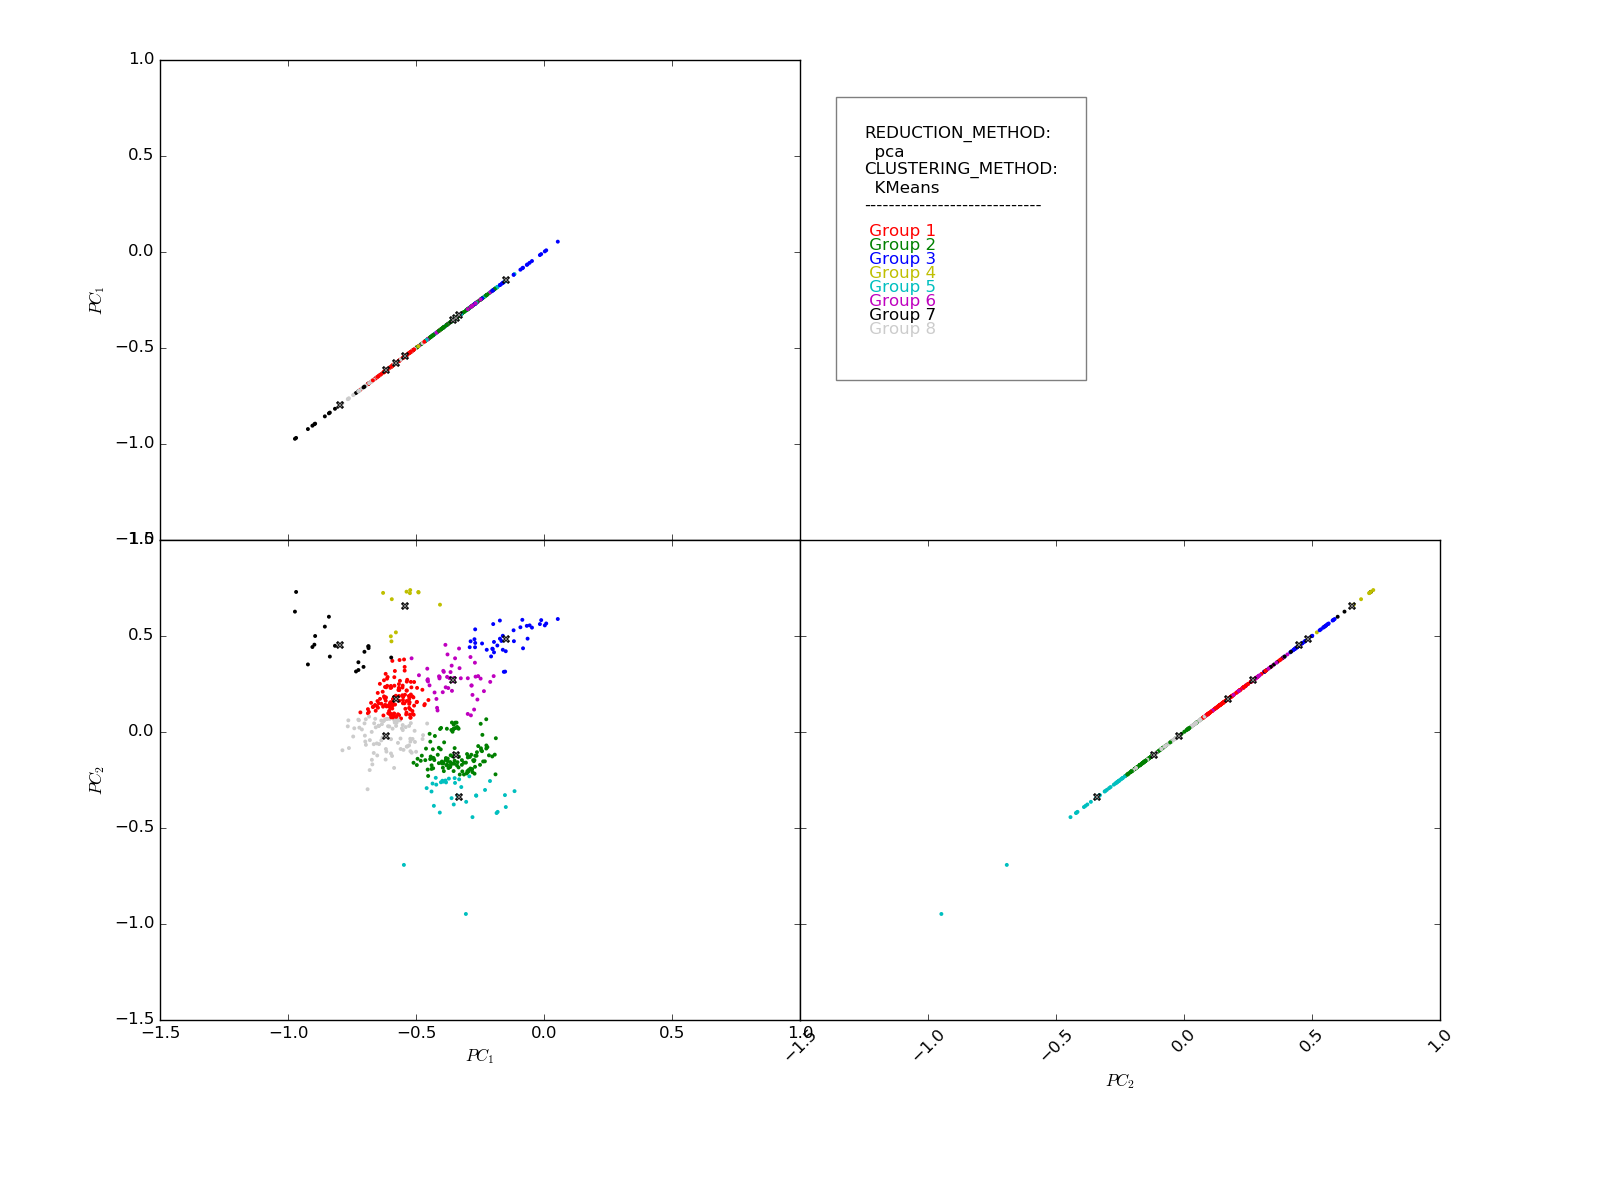 1.0
0.5
0.0
−0.5
−1.0
−1.5
PC1
REDUCTION_METHOD:
pca
CLUSTERING_METHOD:
KMeans
-----------------------------
Group 1
Group 2
Group 3
Group 4
Group 5
Group 6
Group 7
Group 8
1.0
0.5
0.0
−0.5
−1.0
−1.5
PC2
−1.5 −1.0 −0.5 0.0 0.5 1.0
PC1
−1.5 −1.0 −0.5 0.0 0.5 1.0
PC2